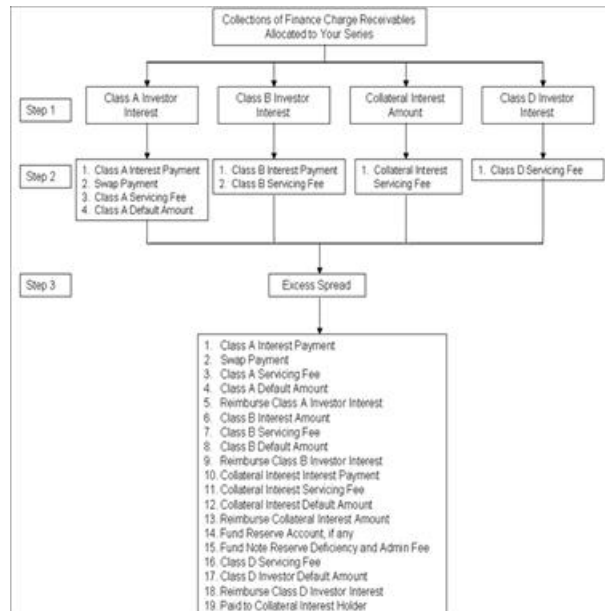 Collections of Finance Charge Receivables
Allocated to Your Series
Step 1
Class A Investor
Interest
Class B Investor
Interest
Collateral Interest
Amount
Class D Investor
Interest
Step 2
1. Class A Interest Payment
2. Swap Payment
3. Class A Servicing Fee
4. Class A Default Amount
1. Class B Interest Payment
2. Class B Servicing Fee
1. Collateral Interest
Servicing Fee
1. Class D Servicing Fee
Step 3
Excess Spread
1. Class A Interest Payment
2. Swap Payment
3. Class A Servicing Fee
4. Class A Default Amount
5. Reimburse Class A Investor Interest
6. Class B Interest Amount
7. Class B Servicing Fee
8. Class B Default Amount
9. Reimburse Class B Investor Interest
10. Collateral Interest Interest Payment
11. Collateral Interest Servicing Fee
12. Collateral Interest Default Amount
13. Reimburse Collateral Interest Amount
14. Fund Reserve Account, if any
15. Fund Note Reserve Deficiency and Admin Fee
16. Class D Servicing Fee
17. Class D Investor Default Amount
18. Reimburse Class D Investor Interest
19. Paid to Collateral Interest Holder